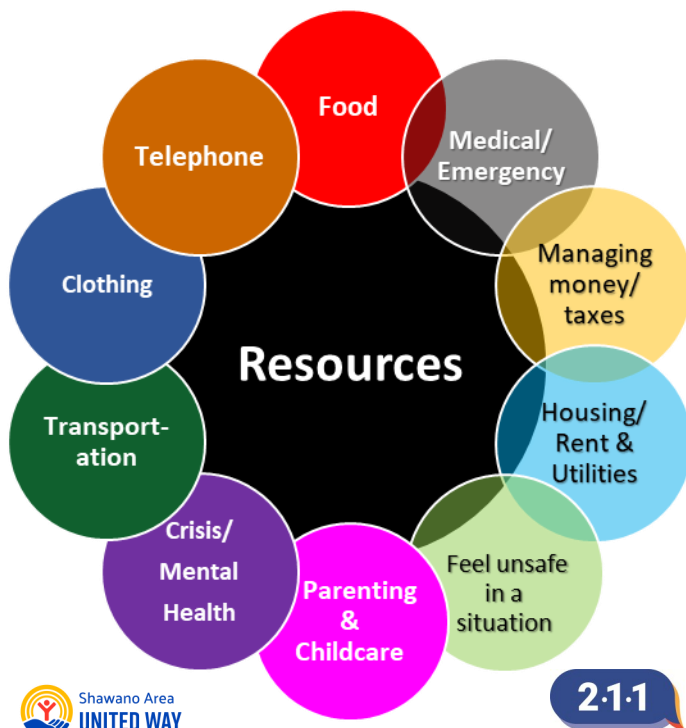 Food
Medical/
Emergency
Managing
money/
taxes
Housing/
Rent &
Utilities
Feel unsafe
in a
situation
Parenting
&
Childcare
Crisis/
Mental
Health
Transport-
ation
Clothing
Telephone
Resources
Shawano Area
UNITED WAY
2·1·1